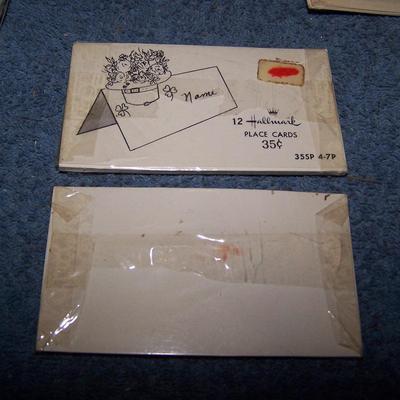 Name
12 Hallmark
PLACE CARDS
35¢
35SP 4-7P